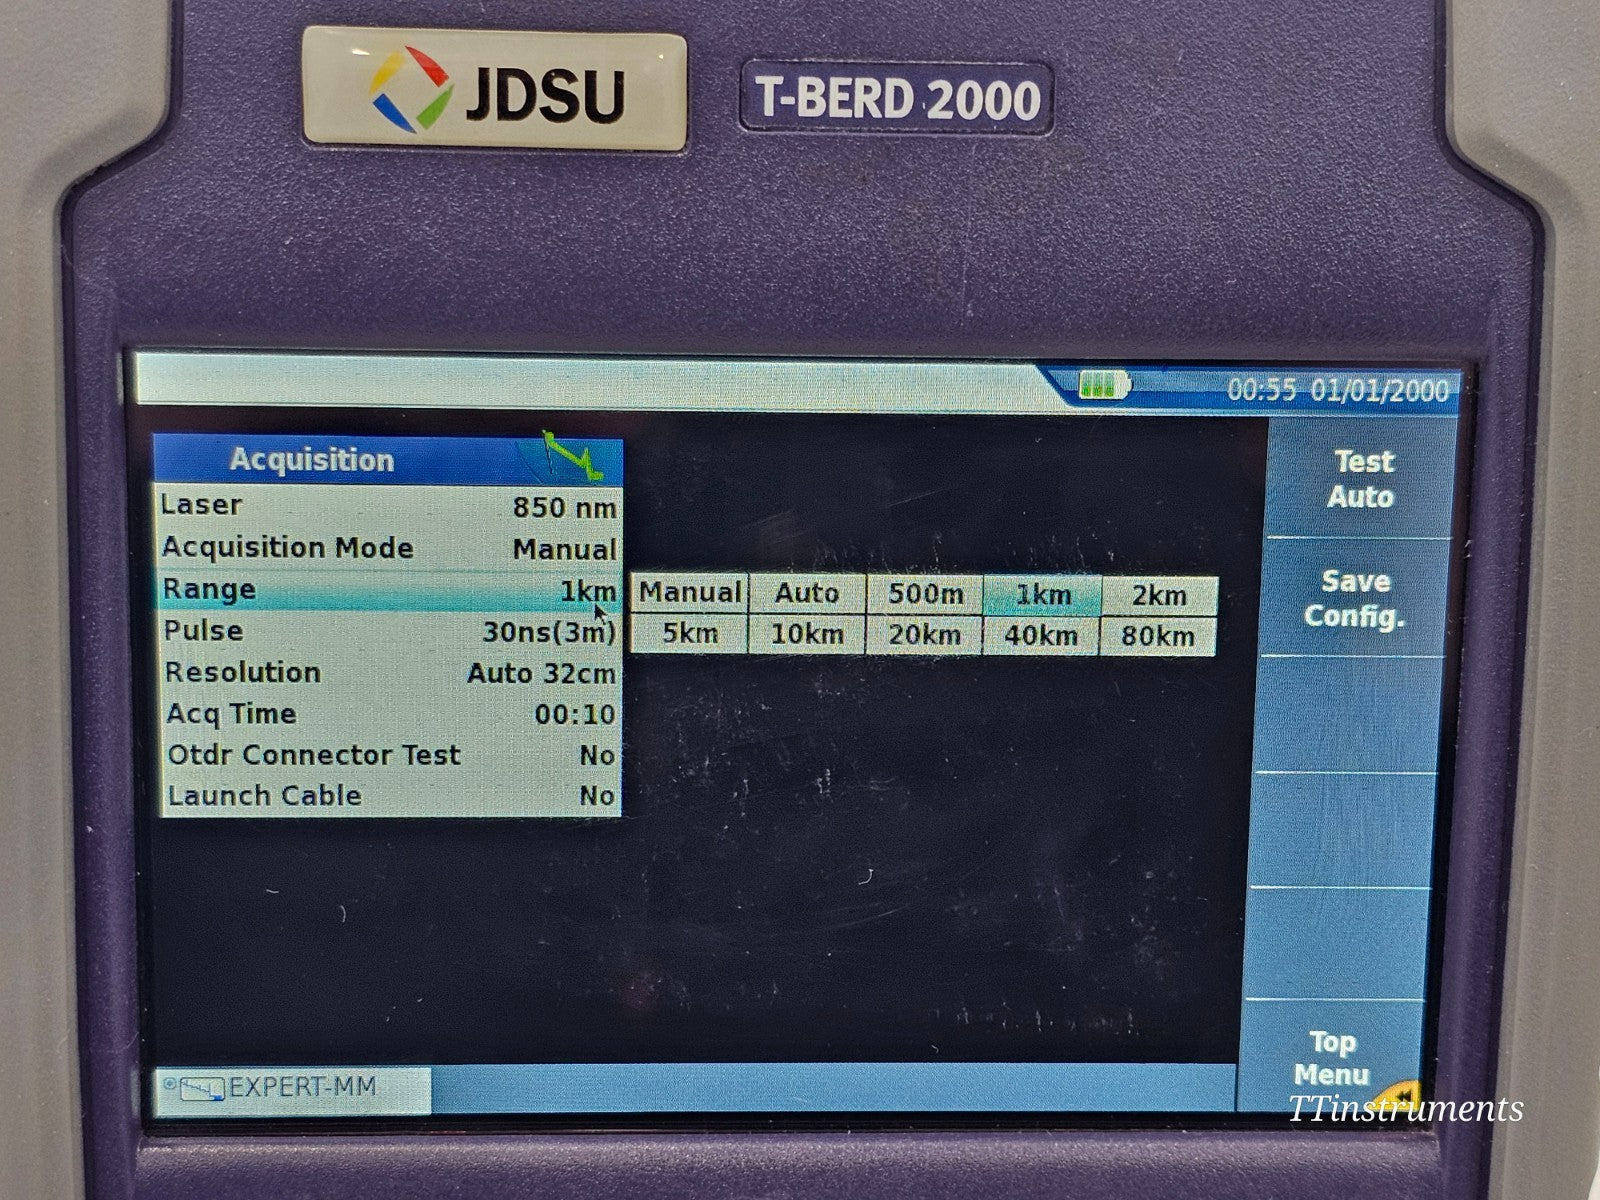 JDSU
T-BERD 2000
00:55 01/01/2000
Acquisition
Laser 850 nm
Acquisition Mode Manual
Range 1km
Pulse 30ns(3m)
Resolution Auto 32cm
Acq Time 00:10
Otdr Connector Test No
Launch Cable No
Manual Auto 500m 1km 2km
5km 10km 20km 40km 80km
Test
Auto
Save
Config.
Top
Menu
EXPERT-MM
TTinstruments